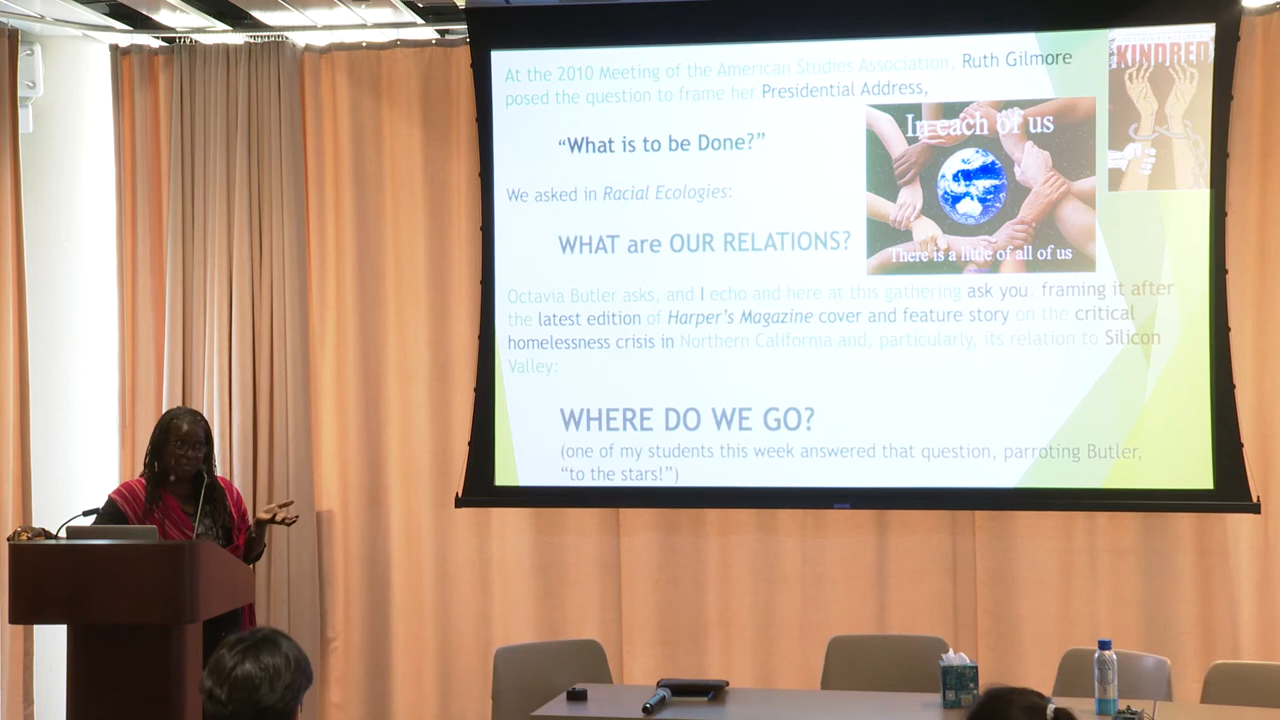 At the 2010 Meeting of the American Studies Association, Ruth Gilmore
posed the question to frame her Presidential Address,
KINDRED
In each of us
“What is to be Done?”
We asked in Racial Ecologies:
WHAT are OUR RELATIONS?
There is a little of all of us
Octavia Butler asks, and I echo and here at this gathering ask you, framing it after
the latest edition of Harper’s Magazine cover and feature story on the critical
homelessness crisis in Northern California and, particularly, its relation to Silicon
Valley:
WHERE DO WE GO?
(one of my students this week answered that question, parroting Butler,
“to the stars!”)